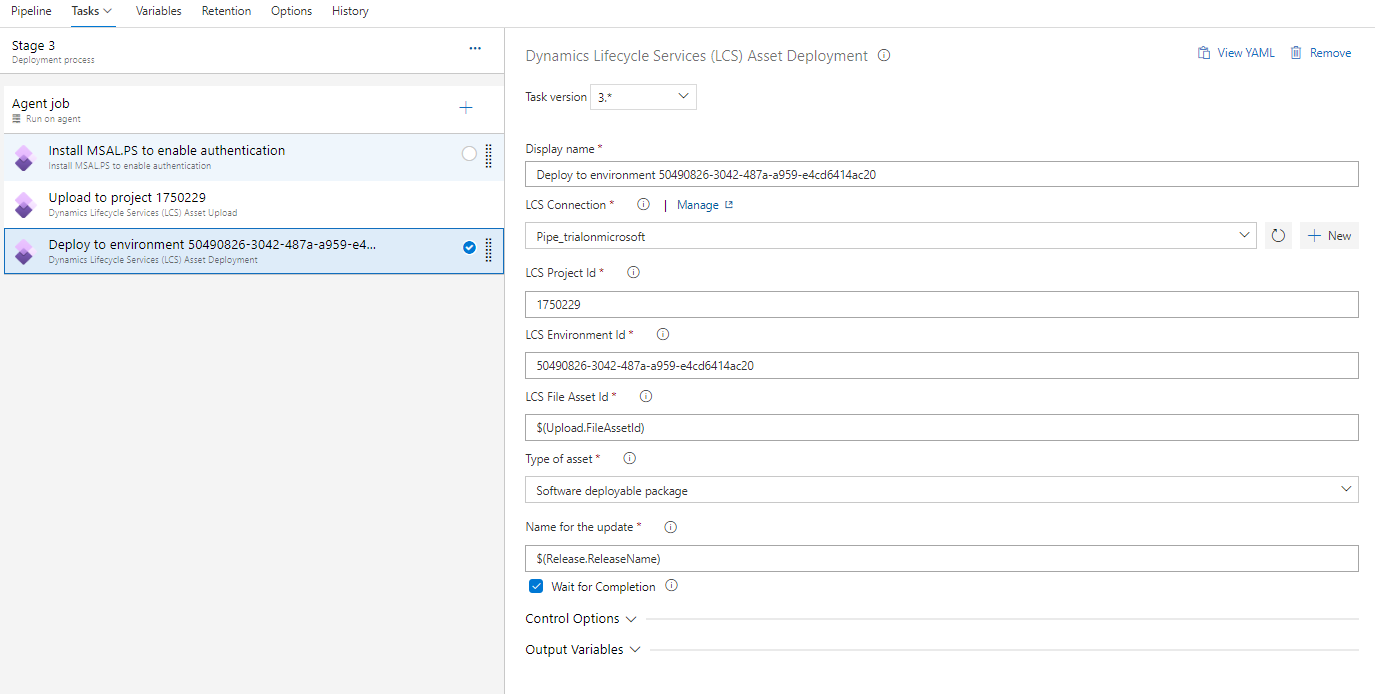 Pipeline Tasks Variables Retention Options History
Stage 3
Deployment process
Agent job
Run on agent
Install MSAL.PS to enable authentication
Install MSAL.PS to enable authentication
Upload to project 1750229
Dynamics Lifecycle Services (LCS) Asset Upload
Deploy to environment 50490826-3042-487a-a959-e4...
Dynamics Lifecycle Services (LCS) Asset Deployment
Dynamics Lifecycle Services (LCS) Asset Deployment
View YAML Remove
Task version 3.*
Display name *
Deploy to environment 50490826-3042-487a-a959-e4cd6414ac20
LCS Connection * | Manage
Pipe_trialonmicrosoft
New
LCS Project Id *
1750229
LCS Environment Id *
50490826-3042-487a-a959-e4cd6414ac20
LCS File Asset Id *
$(Upload.FileAssetId)
Type of asset *
Software deployable package
Name for the update *
$(Release.ReleaseName)
Wait for Completion
Control Options
Output Variables